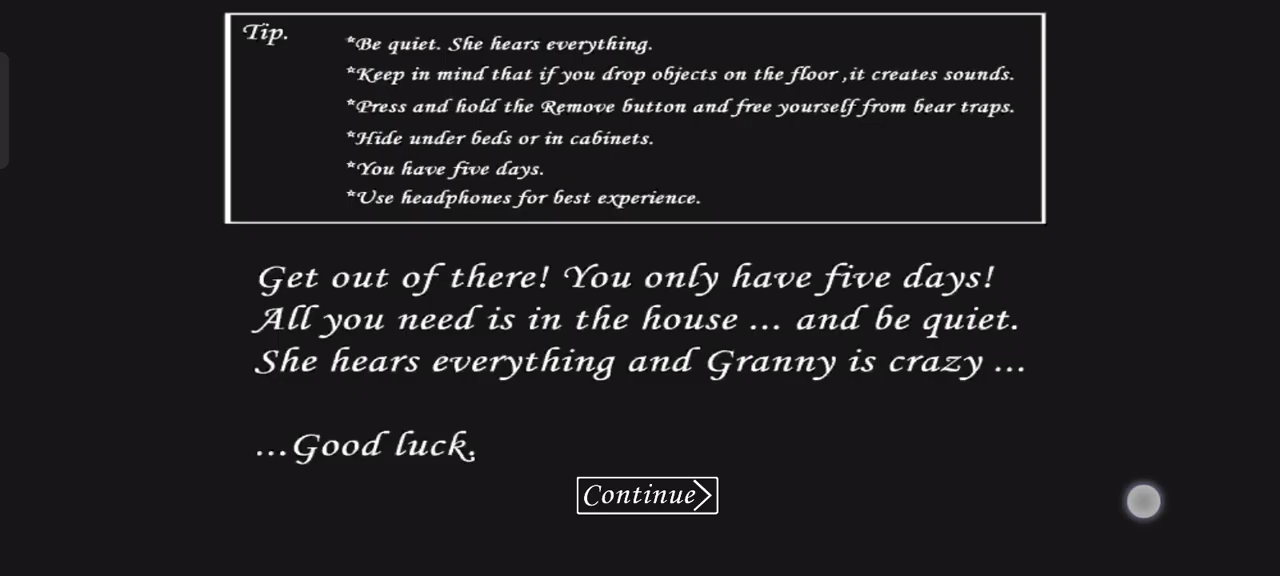 Tip.
*Be quiet. She hears everything.
*Keep in mind that if you drop objects on the floor ,it creates sounds.
*Press and hold the Remove button and free yourself from bear traps.
*Hide under beds or in cabinets.
*You have five days.
*Use headphones for best experience.
Get out of there! You only have five days!
All you need is in the house ... and be quiet.
She hears everything and Granny is crazy ...
...Good luck.
Continue